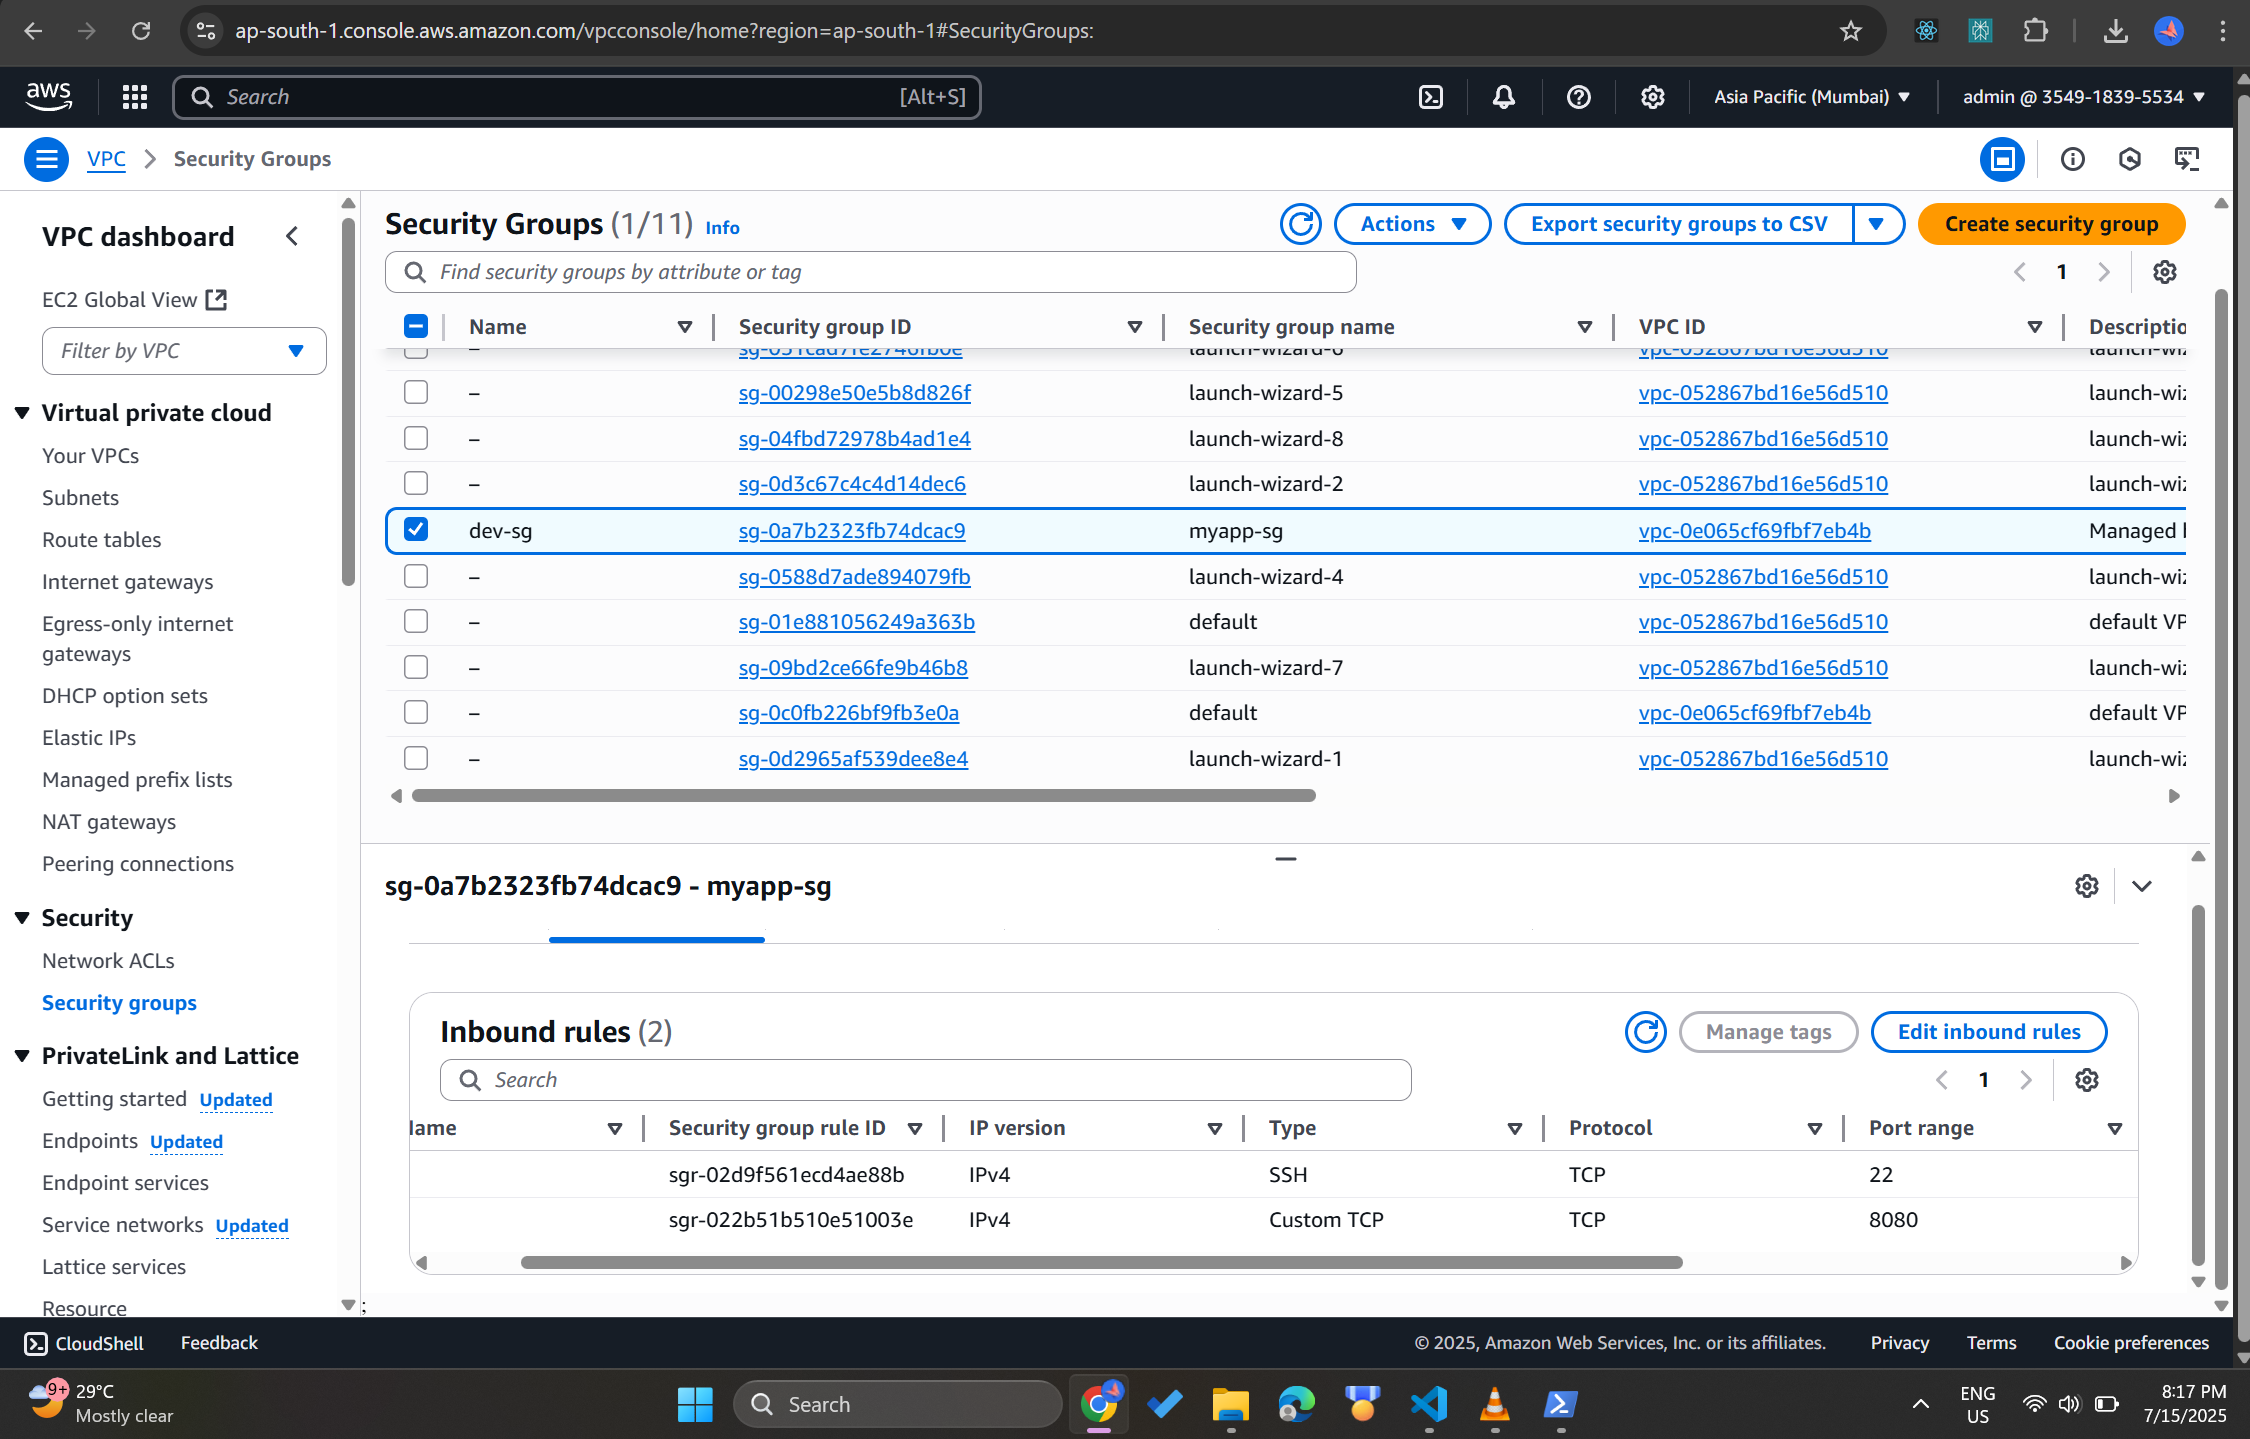 ap-south-1.console.aws.amazon.com/vpcconsole/home?region=ap-south-1#SecurityGroups:
aws
Search
[Alt+S]
Asia Pacific (Mumbai)
admin @ 3549-1839-5534
VPC
Security Groups
VPC dashboard
EC2 Global View
Filter by VPC
Virtual private cloud
Your VPCs
Subnets
Route tables
Internet gateways
Egress-only internet
gateways
DHCP option sets
Elastic IPs
Managed prefix lists
NAT gateways
Peering connections
Security
Network ACLs
Security groups
PrivateLink and Lattice
Getting started Updated
Endpoints Updated
Endpoint services
Service networks Updated
Lattice services
Resource
Security Groups (1/11) Info
Actions
Export security groups to CSV
Create security group
Find security groups by attribute or tag
1
Name Security group ID Security group name VPC ID Descriptio
– sg-00298e50e5b8d826f launch-wizard-5 vpc-052867bd16e56d510 launch-wiz
– sg-04fbd72978b4ad1e4 launch-wizard-8 vpc-052867bd16e56d510 launch-wiz
– sg-0d3c67c4c4d14dec6 launch-wizard-2 vpc-052867bd16e56d510 launch-wiz
dev-sg sg-0a7b2323fb74dcac9 myapp-sg vpc-0e065cf69fbf7eb4b Managed
– sg-0588d7ade894079fb launch-wizard-4 vpc-052867bd16e56d510 launch-wiz
– sg-01e881056249a363b default vpc-052867bd16e56d510 default VP
– sg-09bd2ce66fe9b46b8 launch-wizard-7 vpc-052867bd16e56d510 launch-wiz
– sg-0c0fb226bf9fb3e0a default vpc-0e065cf69fbf7eb4b default VP
– sg-0d2965af539dee8e4 launch-wizard-1 vpc-052867bd16e56d510 launch-wiz
sg-0a7b2323fb74dcac9 - myapp-sg
Inbound rules (2)
Manage tags
Edit inbound rules
Search
1
lame Security group rule ID IP version Type Protocol Port range
sgr-02d9f561ecd4ae88b IPv4 SSH TCP 22
sgr-022b51b510e51003e IPv4 Custom TCP TCP 8080
;
CloudShell
Feedback
© 2025, Amazon Web Services, Inc. or its affiliates.
Privacy
Terms
Cookie preferences
9+
29°C
Mostly clear
Search
ENG
US
8:17 PM
7/15/2025